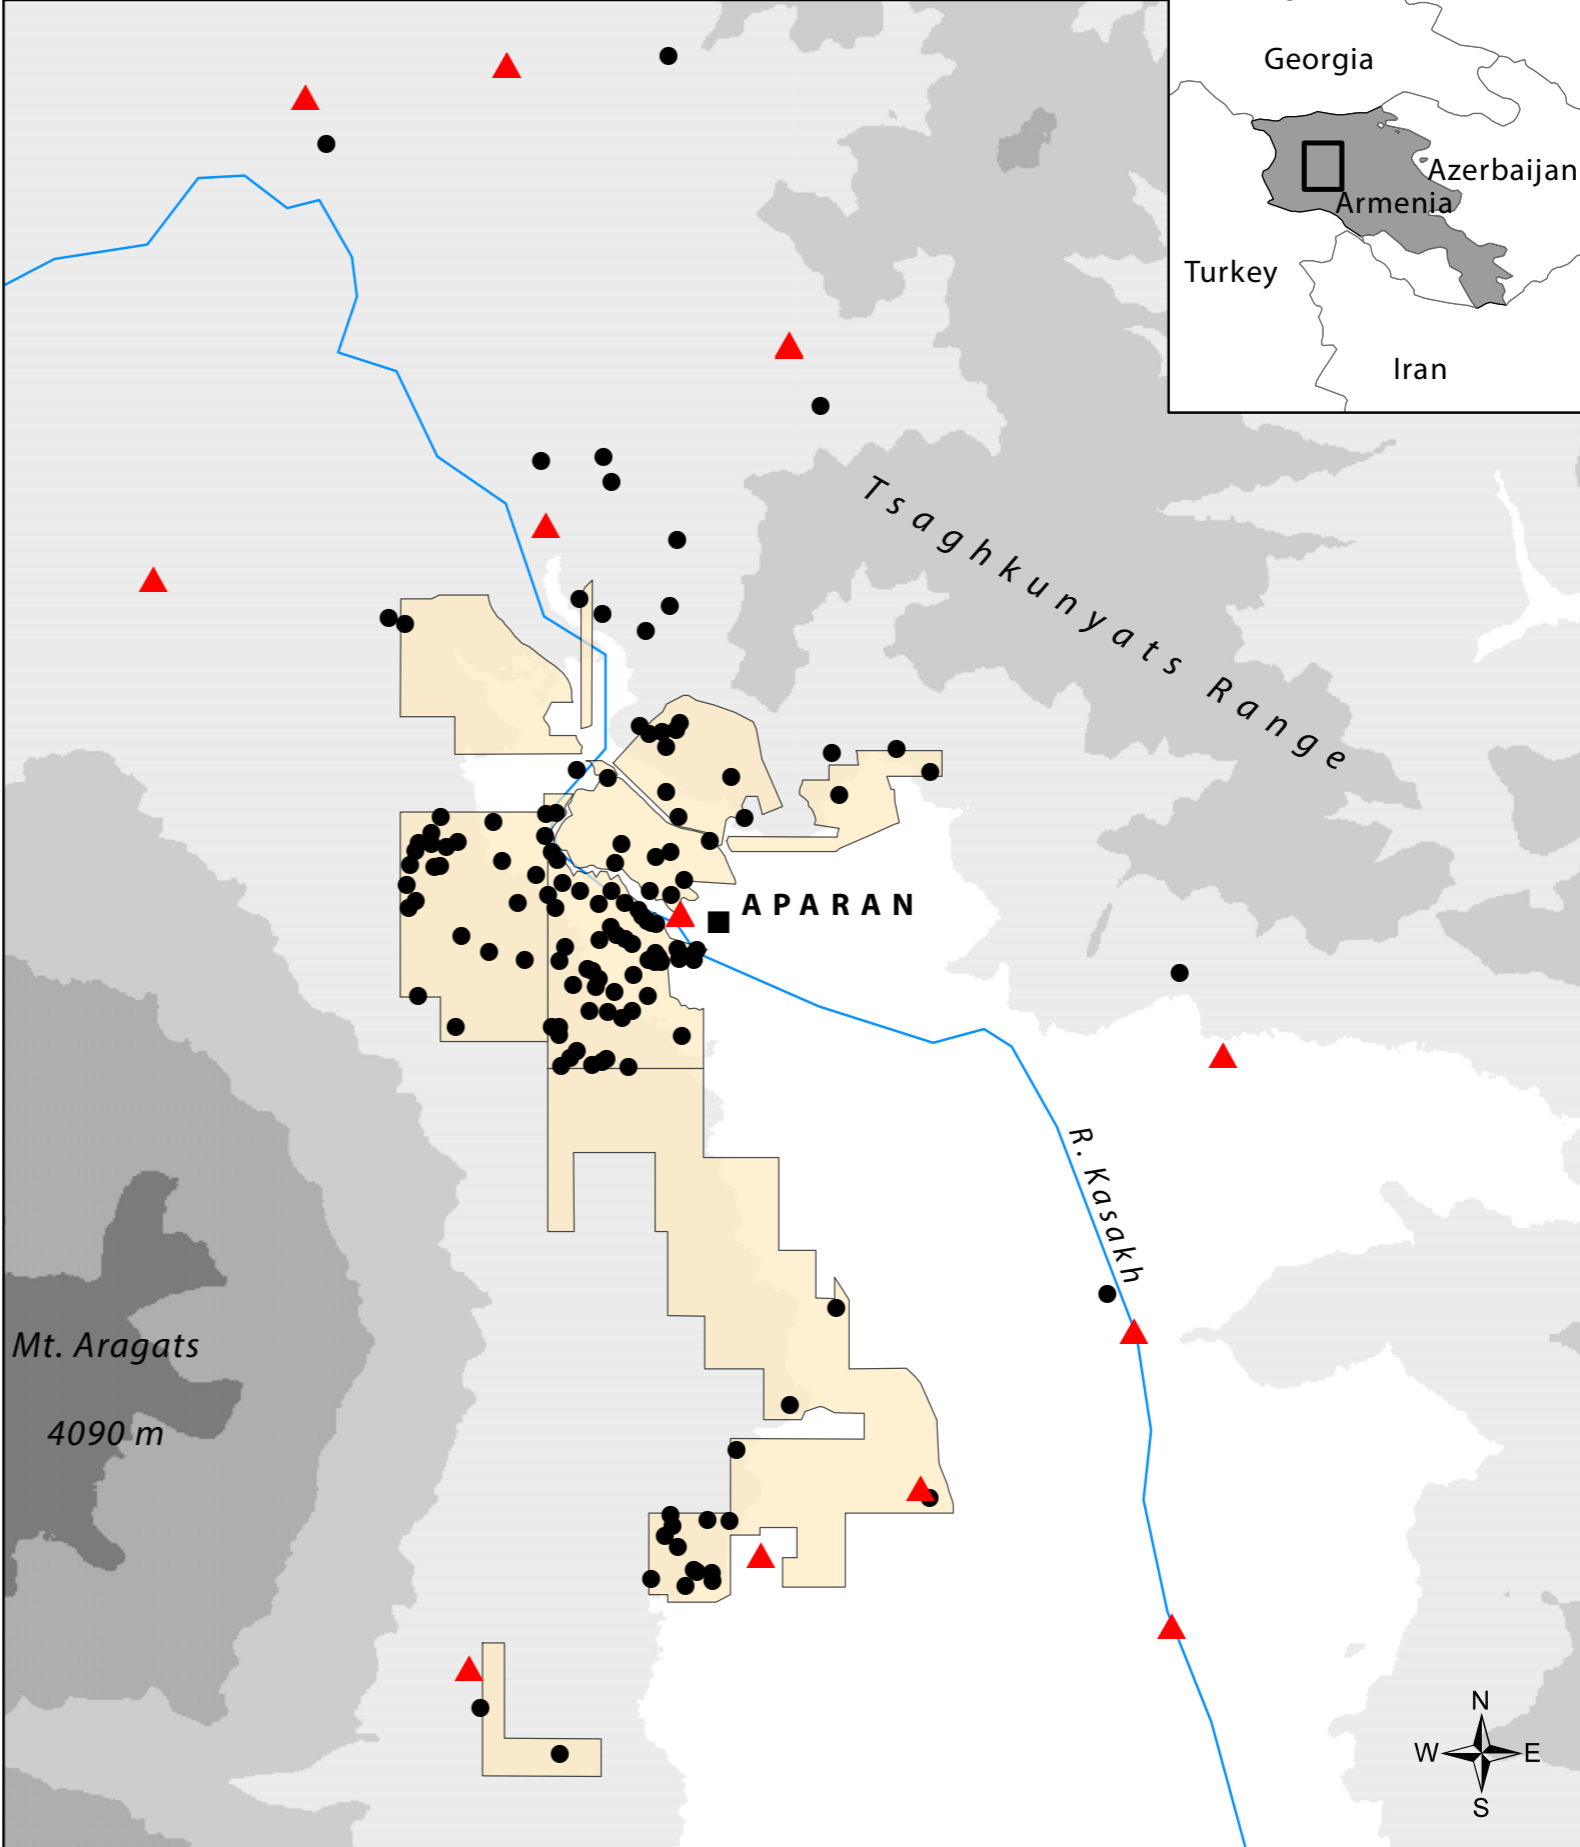 Georgia
Azerbaijan
Armenia
Turkey
Iran
Tsaghkunyats Range
APARAN
R. Kasakh
Mt. Aragats
4090 m
N
W E
S